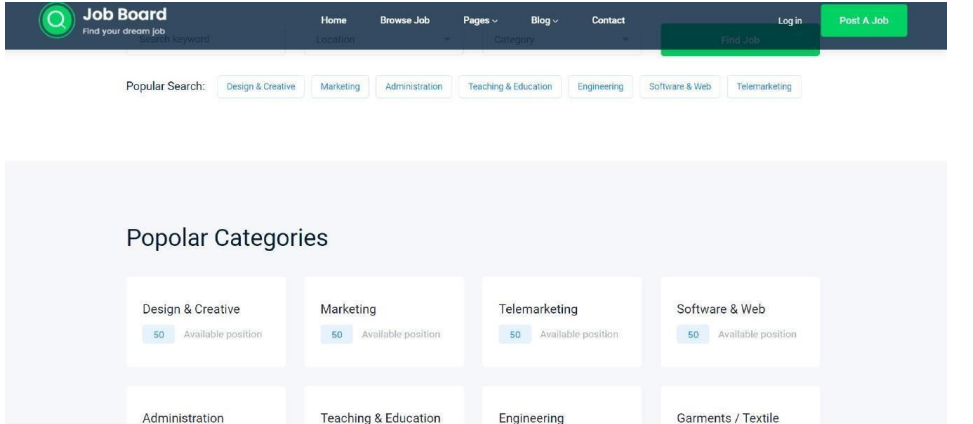 Job Board
Find your dream job
Home Browse Job Pages Blog Contact Log in Post A Job
Search keyword Location Category Find Job
Popular Search: Design & Creative Marketing Administration Teaching & Education Engineering Software & Web Telemarketing
Popolar Categories
Design & Creative Marketing Telemarketing Software & Web
50 Available position 50 Available position 50 Available position 50 Available position
Administration Teaching & Education Engineering Garments / Textile